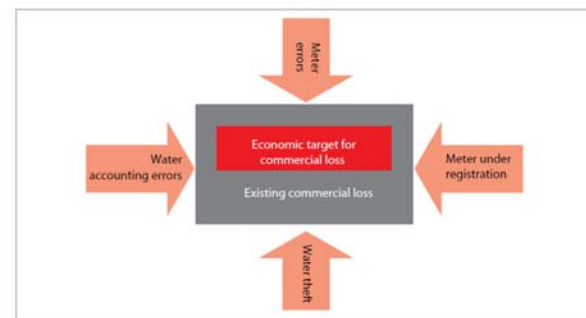 Meter
errors
Economic target for
commercial loss
Water
accounting errors
Meter under
registration
Existing commercial loss
Water theft